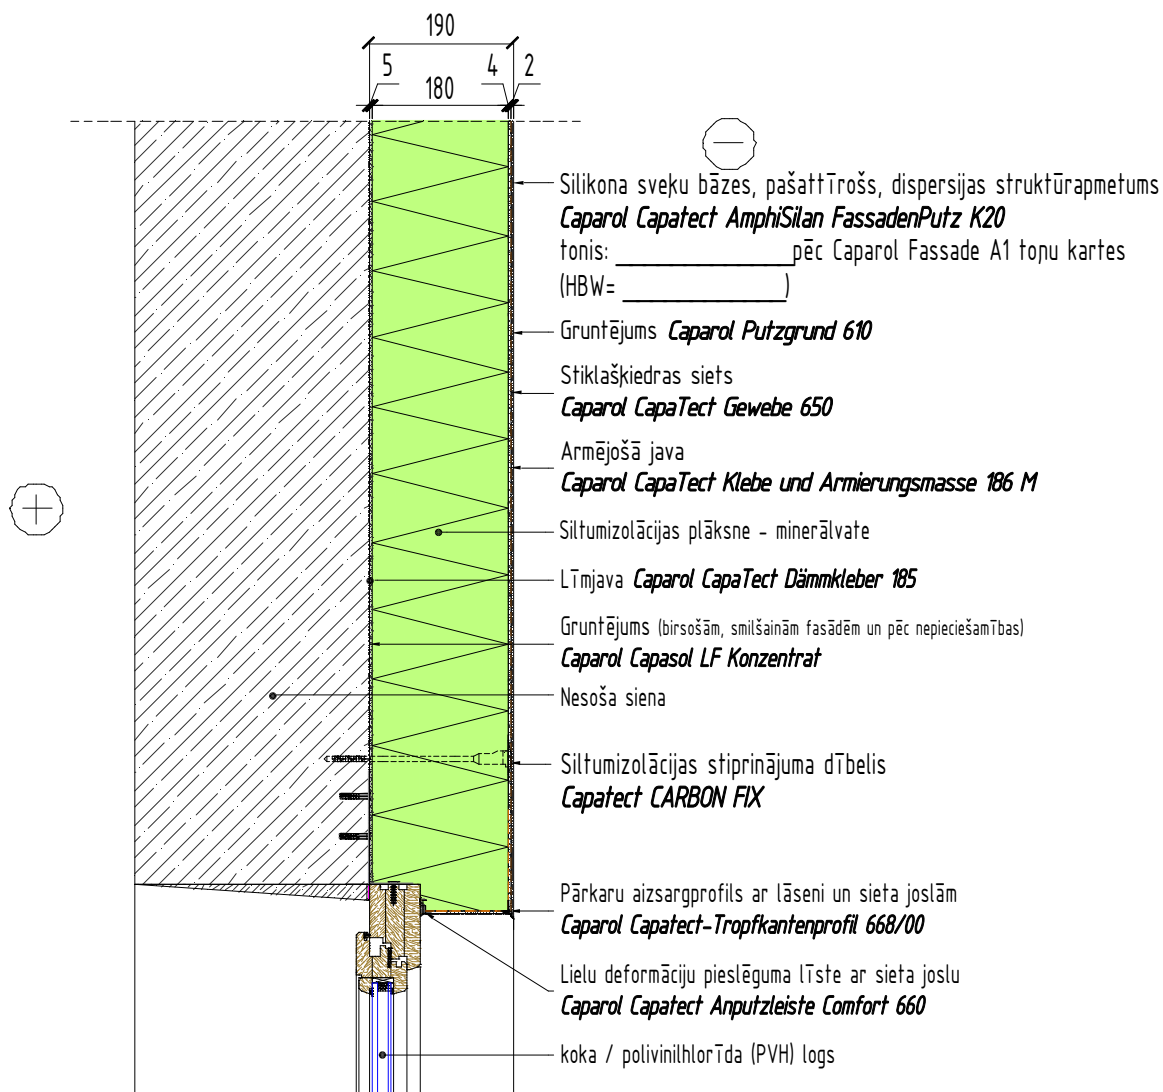 190
5 4 2
180
Silikona sveķu bāzes, pašattīrošs, dispersijas struktūrapmetums
Caparol Capatect AmphiSilan FassadenPutz K20
tonis: ________________pēc Caparol Fassade A1 toņu kartes
(HBW= _______________)
Gruntējums Caparol Putzgrund 610
Stiklašķiedras siets
Caparol CapaTect Gewebe 650
Armējošā java
Caparol CapaTect Klebe und Armierungsmasse 186 M
Siltumizolācijas plāksne - minerālvate
Līmjava Caparol CapaTect Dämmkleber 185
Gruntējums (birsošām, smilšainām fasādēm un pēc nepieciešamības)
Caparol Capasol LF Konzentrat
Nesoša siena
Siltumizolācijas stiprinājuma dībelis
Capatect CARBON FIX
Pārkaru aizsargprofils ar lāseni un sieta joslām
Caparol Capatect-Tropfkantenprofil 668/00
Lielu deformāciju pieslēguma līste ar sieta joslu
Caparol Capatect Anputzleiste Comfort 660
koka / polivinilhlorīda (PVH) logs